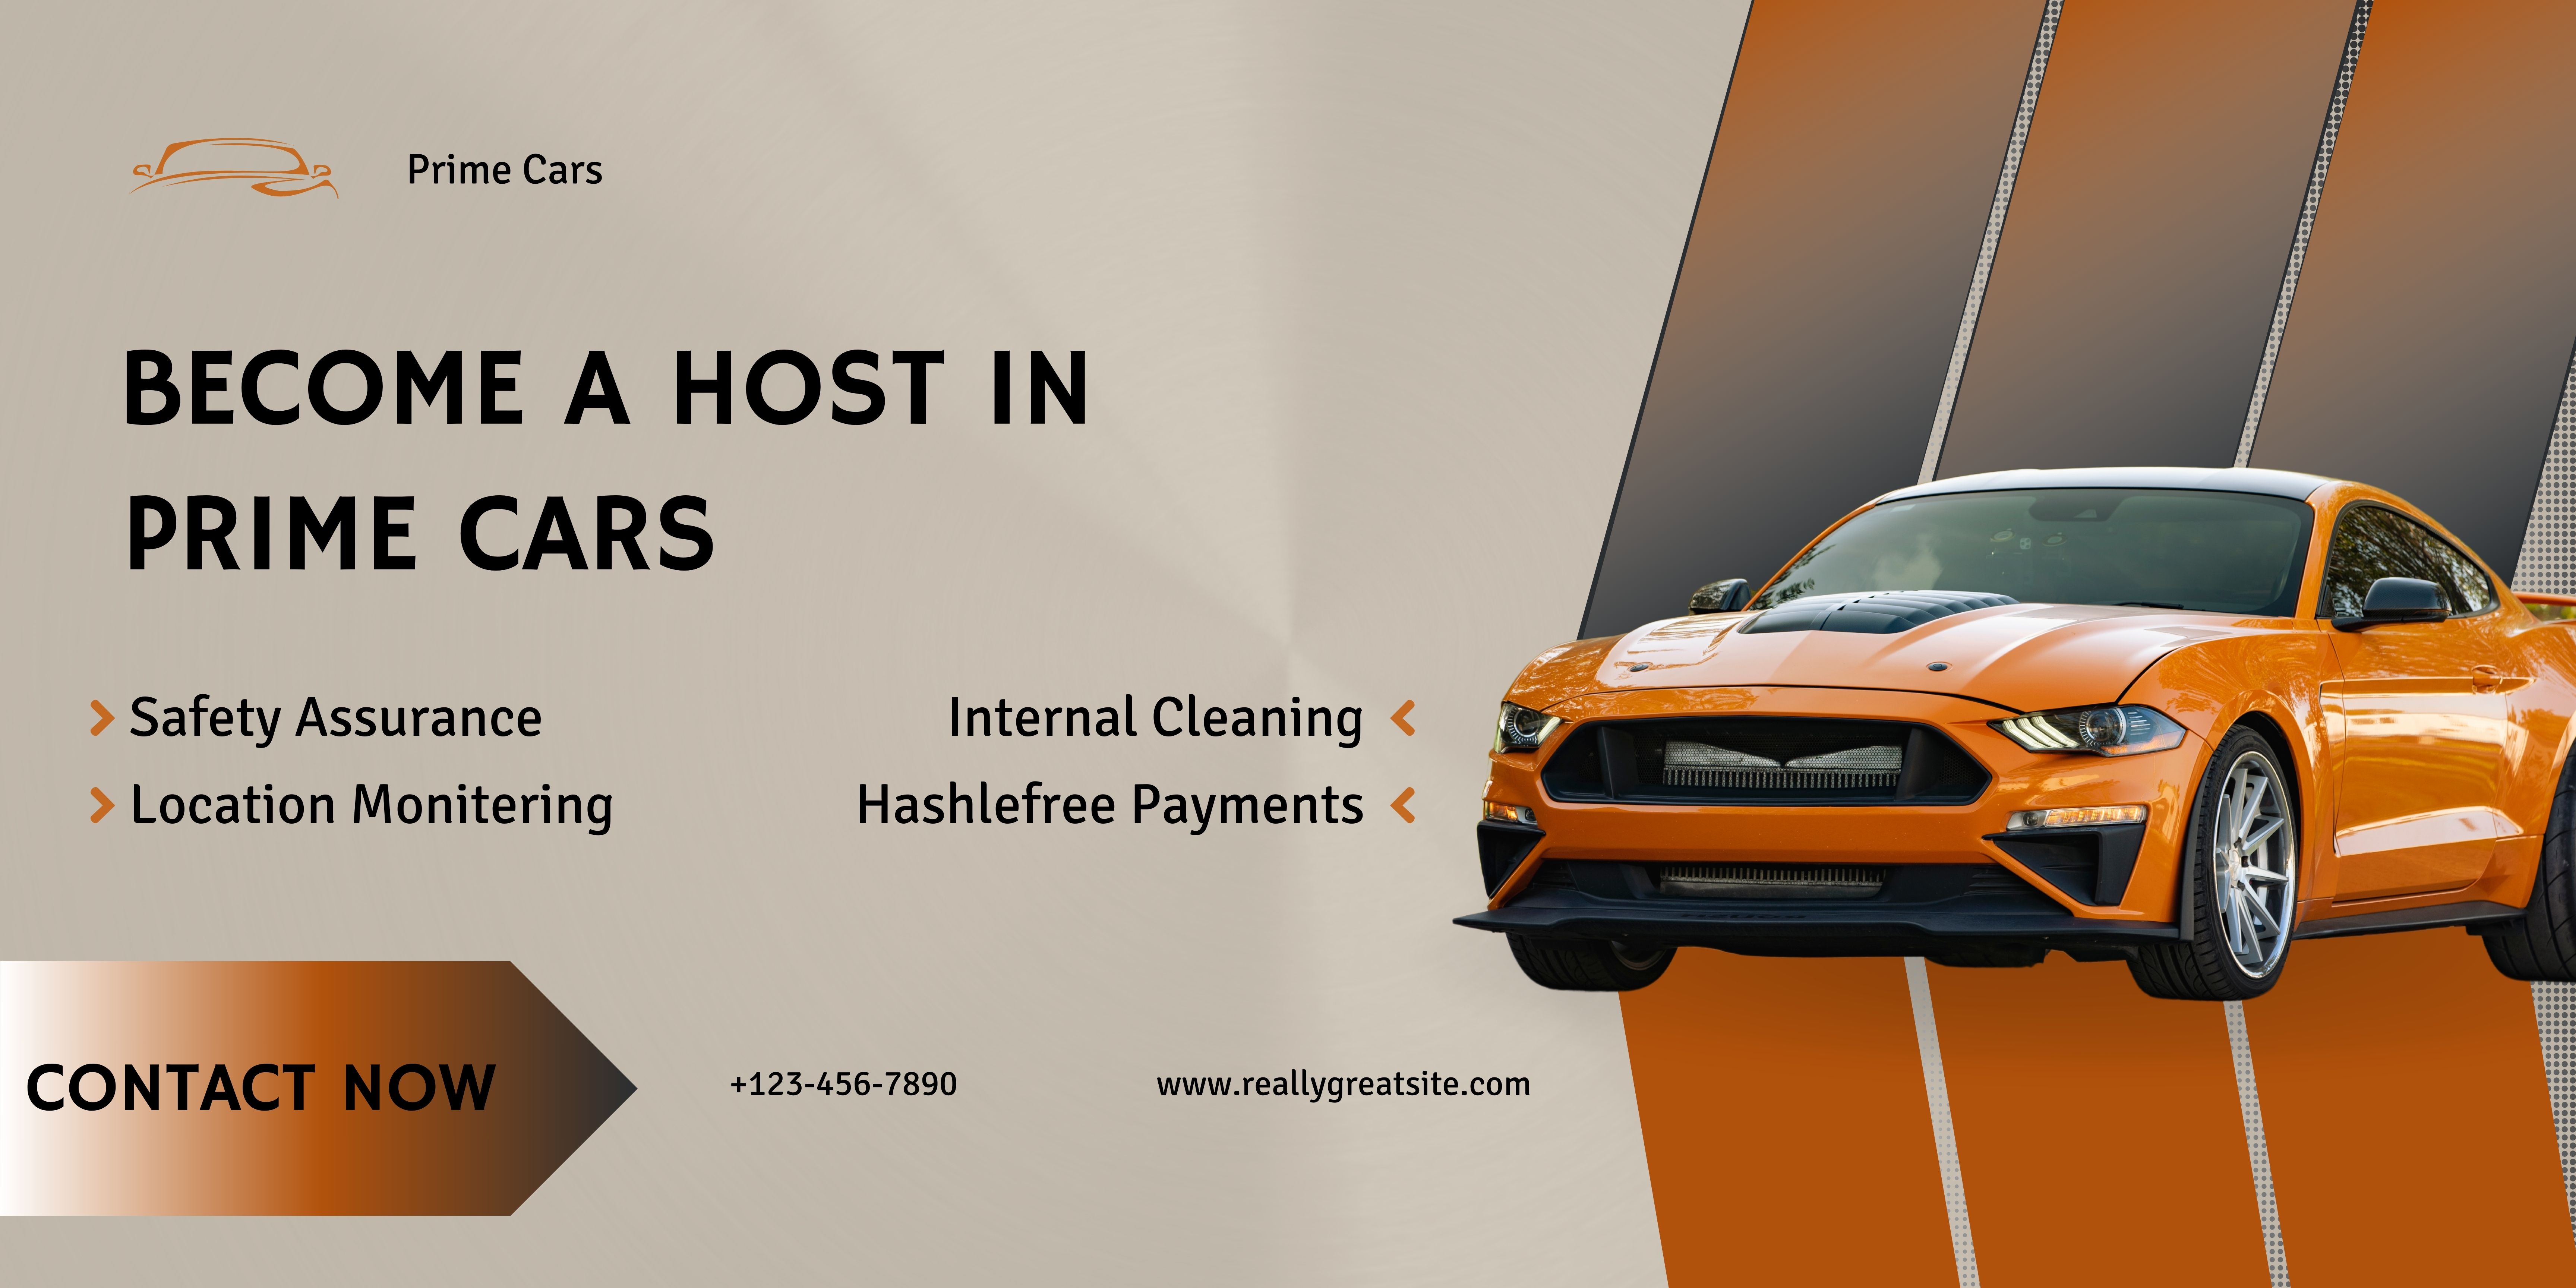 Prime Cars
BECOME A HOST IN
PRIME CARS
Safety Assurance
Internal Cleaning
Location Monitering
Hashlefree Payments
CONTACT NOW
+123-456-7890
www.reallygreatsite.com